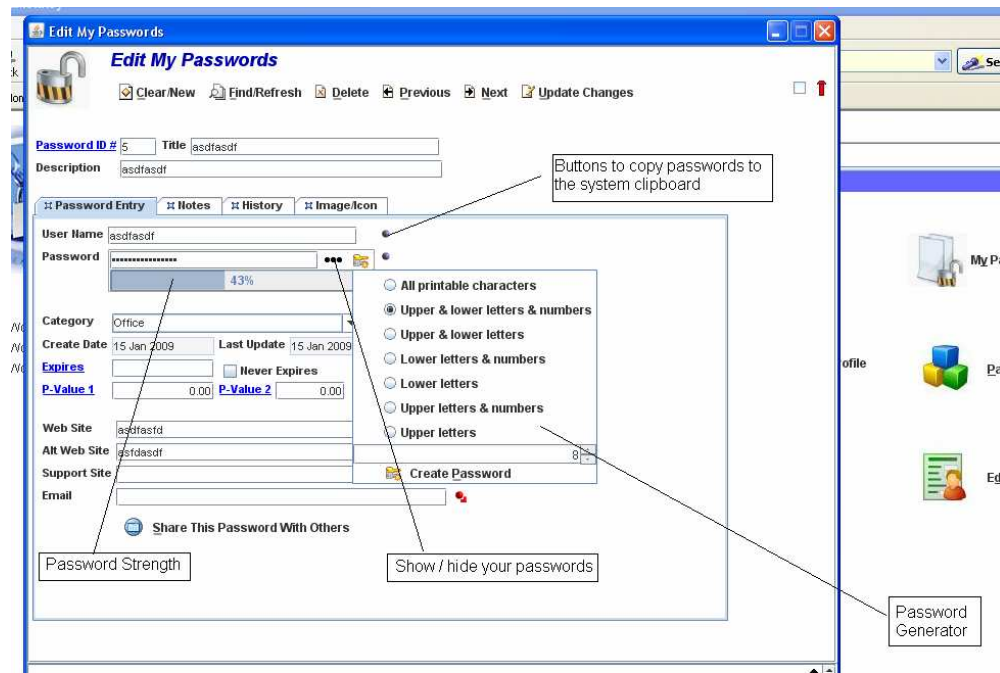 Edit My Passwords
Edit My Passwords
Clear/New Find/Refresh Delete Previous Next Update Changes
Se
Password ID # 5 Title asdfasdf
Description asdfasdf
Buttons to copy passwords to
the system clipboard
Password Entry Notes History Image/Icon
User Name asdfasdf
Password ••••••••••••••••
43%
All printable characters
Upper & lower letters & numbers
Upper & lower letters
Lower letters & numbers
Lower letters
Upper letters & numbers
Upper letters
8
Create Password
Category Office
Create Date 15 Jan 2009 Last Update 15 Jan 2009
Expires Never Expires
P-Value 1 0.00 P-Value 2 0.00
Web Site asdfasfd
Alt Web Site asfdasdf
Support Site
Email
Share This Password With Others
Password Strength
Show / hide your passwords
Password
Generator
My Pa
ofile
Pa
Ed